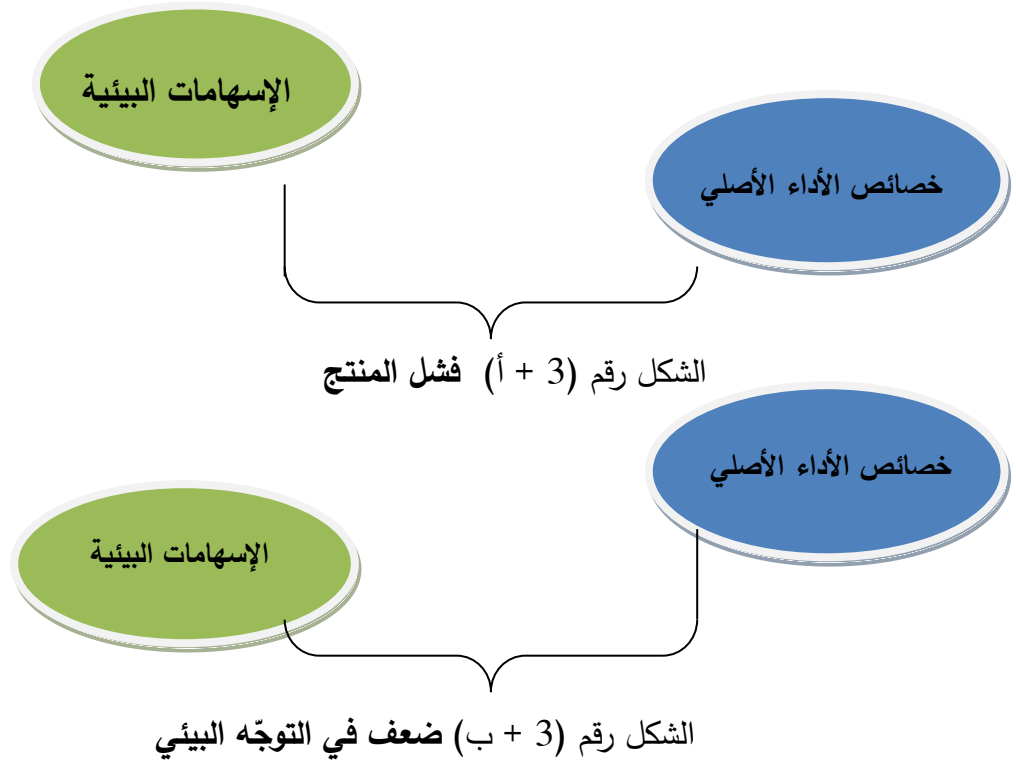 الإسهامات البيئية
خصائص الأداء الأصلي
الشكل رقم (3 + أ) فشل المنتج
خصائص الأداء الأصلي
الإسهامات البيئية
الشكل رقم (3 + ب) ضعف في التوجّه البيئي